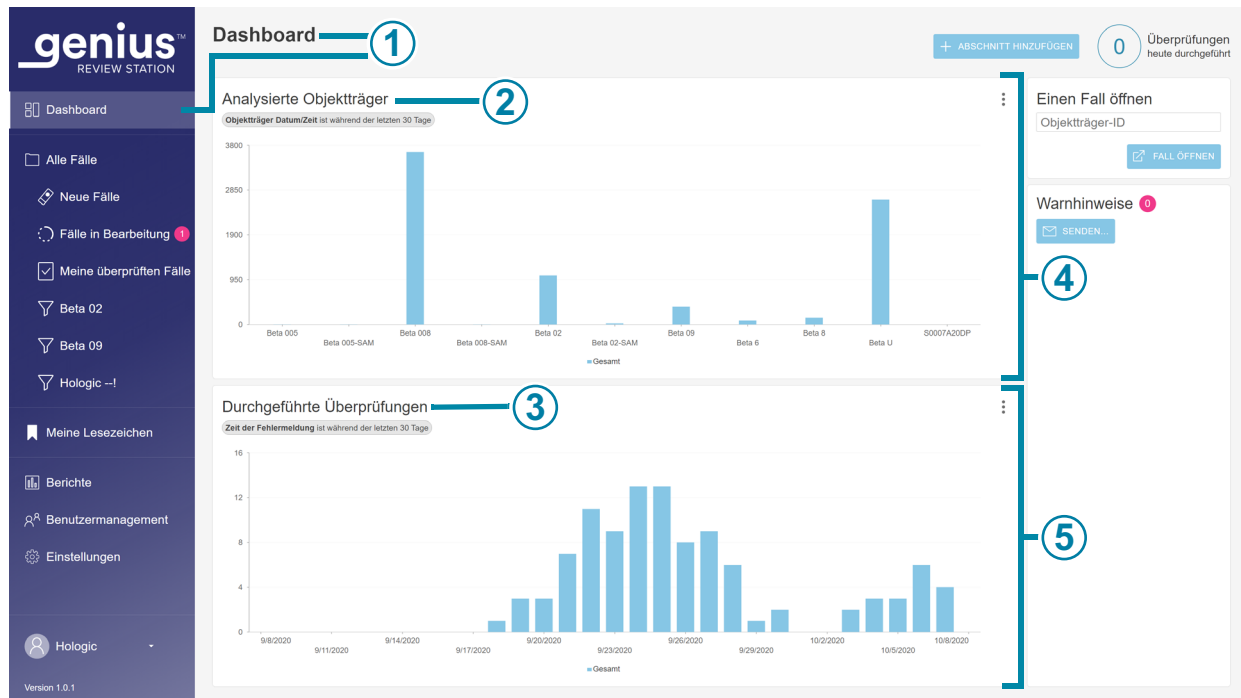 genius™
REVIEW STATION
Dashboard
Alle Fälle
Neue Fälle
Fälle in Bearbeitung 1
Meine überprüften Fälle
Beta 02
Beta 09
Hologic --!
Meine Lesezeichen
Berichte
Benutzermanagement
Einstellungen
Hologic
Version 1.0.1
Dashboard
1
+ ABSCHNITT HINZUFÜGEN
0
Überprüfungen
heute durchgeführt
Analysierte Objektträger
2
Objektträger Datum/Zeit ist während der letzten 30 Tage
3800
2850
1900
950
0
Beta 005
Beta 005-SAM
Beta 008
Beta 008-SAM
Beta 02
Beta 02-SAM
Beta 09
Beta 6
Beta 8
Beta U
S0007A20DP
Gesamt
4
Durchgeführte Überprüfungen
3
Zeit der Fehlermeldung ist während der letzten 30 Tage
16
12
8
4
0
9/8/2020
9/11/2020
9/14/2020
9/17/2020
9/20/2020
9/23/2020
9/26/2020
9/29/2020
10/2/2020
10/5/2020
10/8/2020
Gesamt
5
Einen Fall öffnen
Objektträger-ID
FALL ÖFFNEN
Warnhinweise 0
SENDEN...